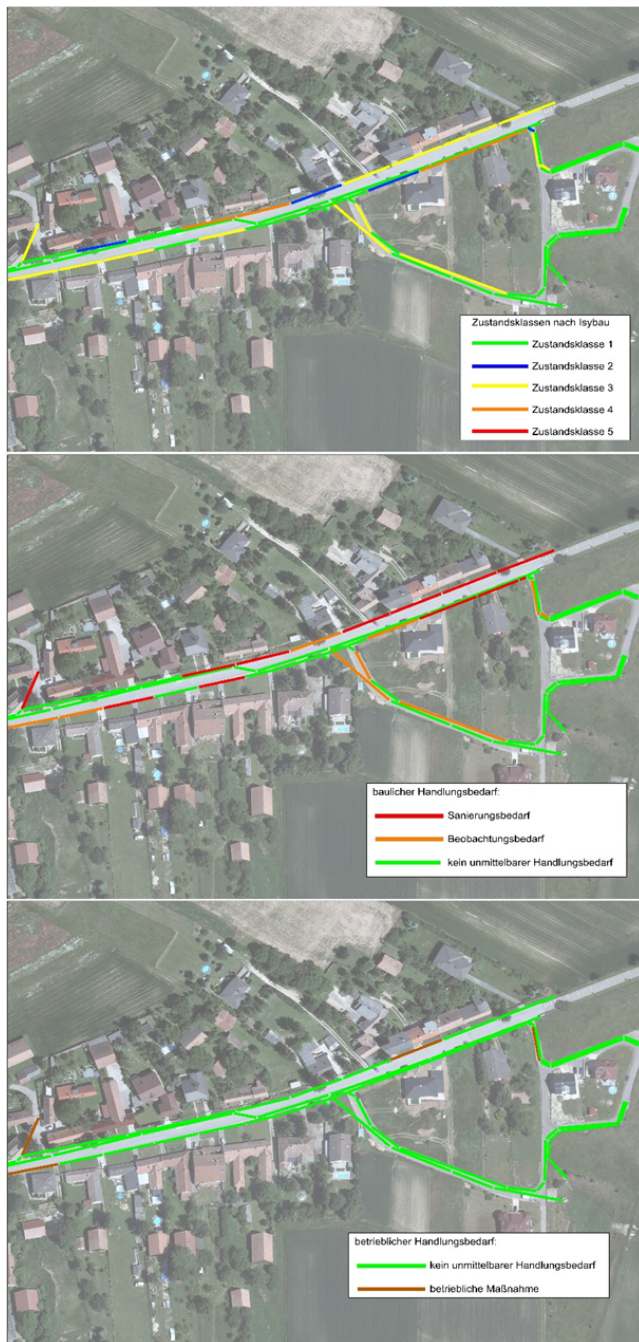 Zustandsklassen nach Isybau
Zustandsklasse 1
Zustandsklasse 2
Zustandsklasse 3
Zustandsklasse 4
Zustandsklasse 5
baulicher Handlungsbedarf:
Sanierungsbedarf
Beobachtungsbedarf
kein unmittelbarer Handlungsbedarf
betrieblicher Handlungsbedarf:
kein unmittelbarer Handlungsbedarf
betriebliche Maßnahme